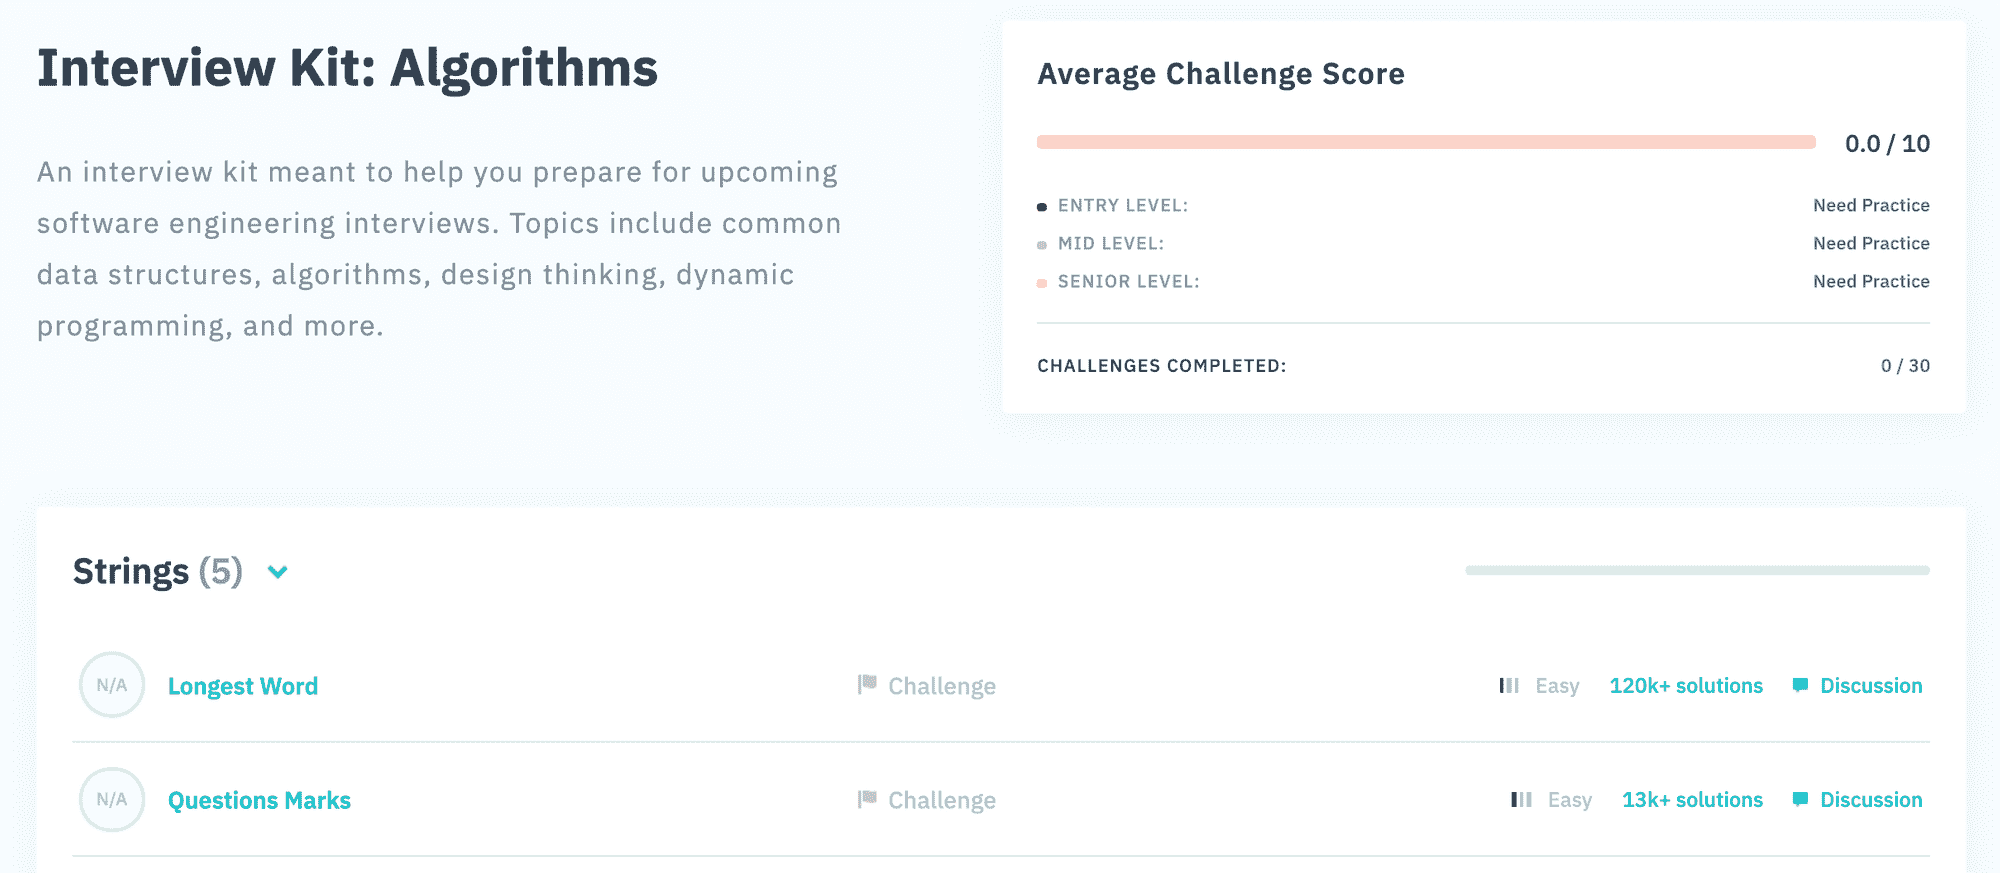 Interview Kit: Algorithms
An interview kit meant to help you prepare for upcoming
software engineering interviews. Topics include common
data structures, algorithms, design thinking, dynamic
programming, and more.
Average Challenge Score
0.0 / 10
ENTRY LEVEL: Need Practice
MID LEVEL: Need Practice
SENIOR LEVEL: Need Practice
CHALLENGES COMPLETED: 0 / 30
Strings (5)
N/A Longest Word Challenge Easy 120k+ solutions Discussion
N/A Questions Marks Challenge Easy 13k+ solutions Discussion